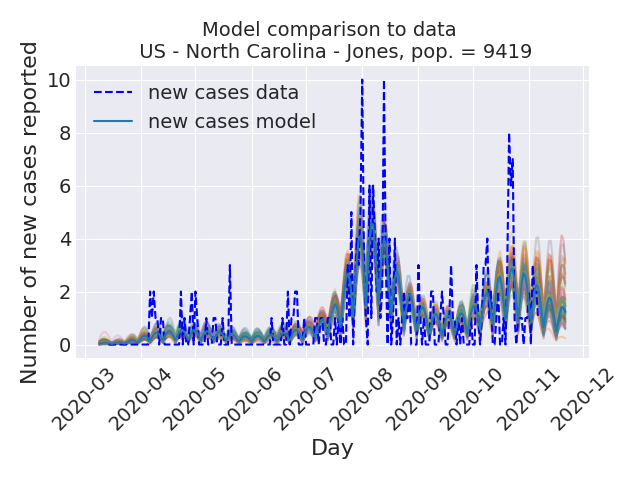 Model comparison to data
US - North Carolina - Jones, pop. = 9419
Number of new cases reported
10
8
6
4
2
0
new cases data
new cases model
2020-03
2020-04
2020-05
2020-06
2020-07
2020-08
2020-09
2020-10
2020-11
2020-12
Day